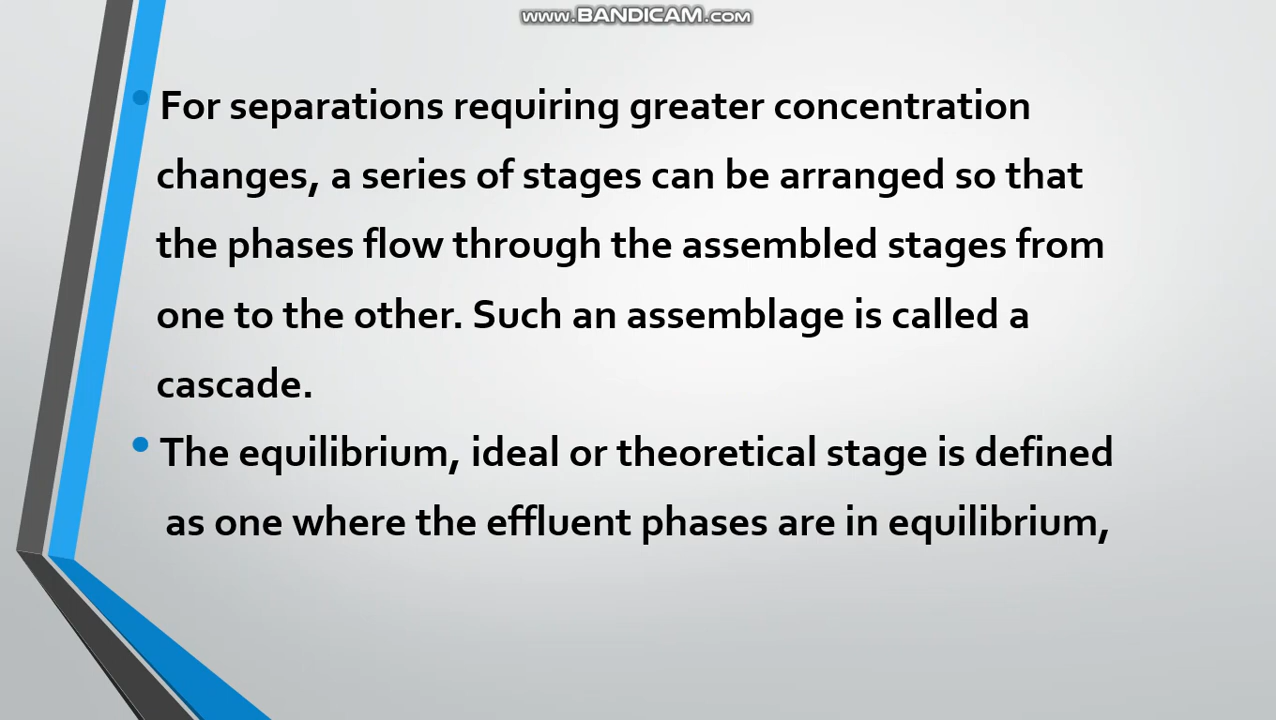 www.BANDICAM.com
• For separations requiring greater concentration
changes, a series of stages can be arranged so that
the phases flow through the assembled stages from
one to the other. Such an assemblage is called a
cascade.
• The equilibrium, ideal or theoretical stage is defined
as one where the effluent phases are in equilibrium,